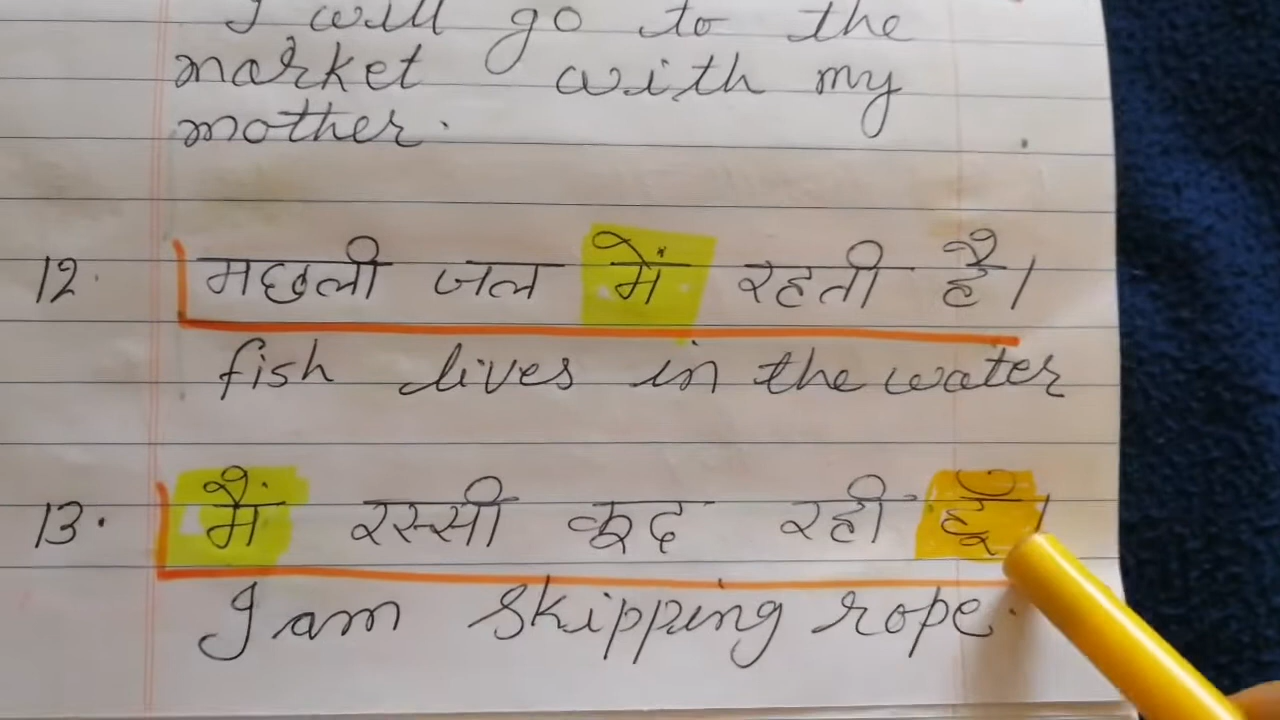 I will go to the
market with my
mother.
12. मछली जल में रहती है।
fish lives in the water
13. मैं रस्सी कूद रही हूँ।
I am skipping rope.